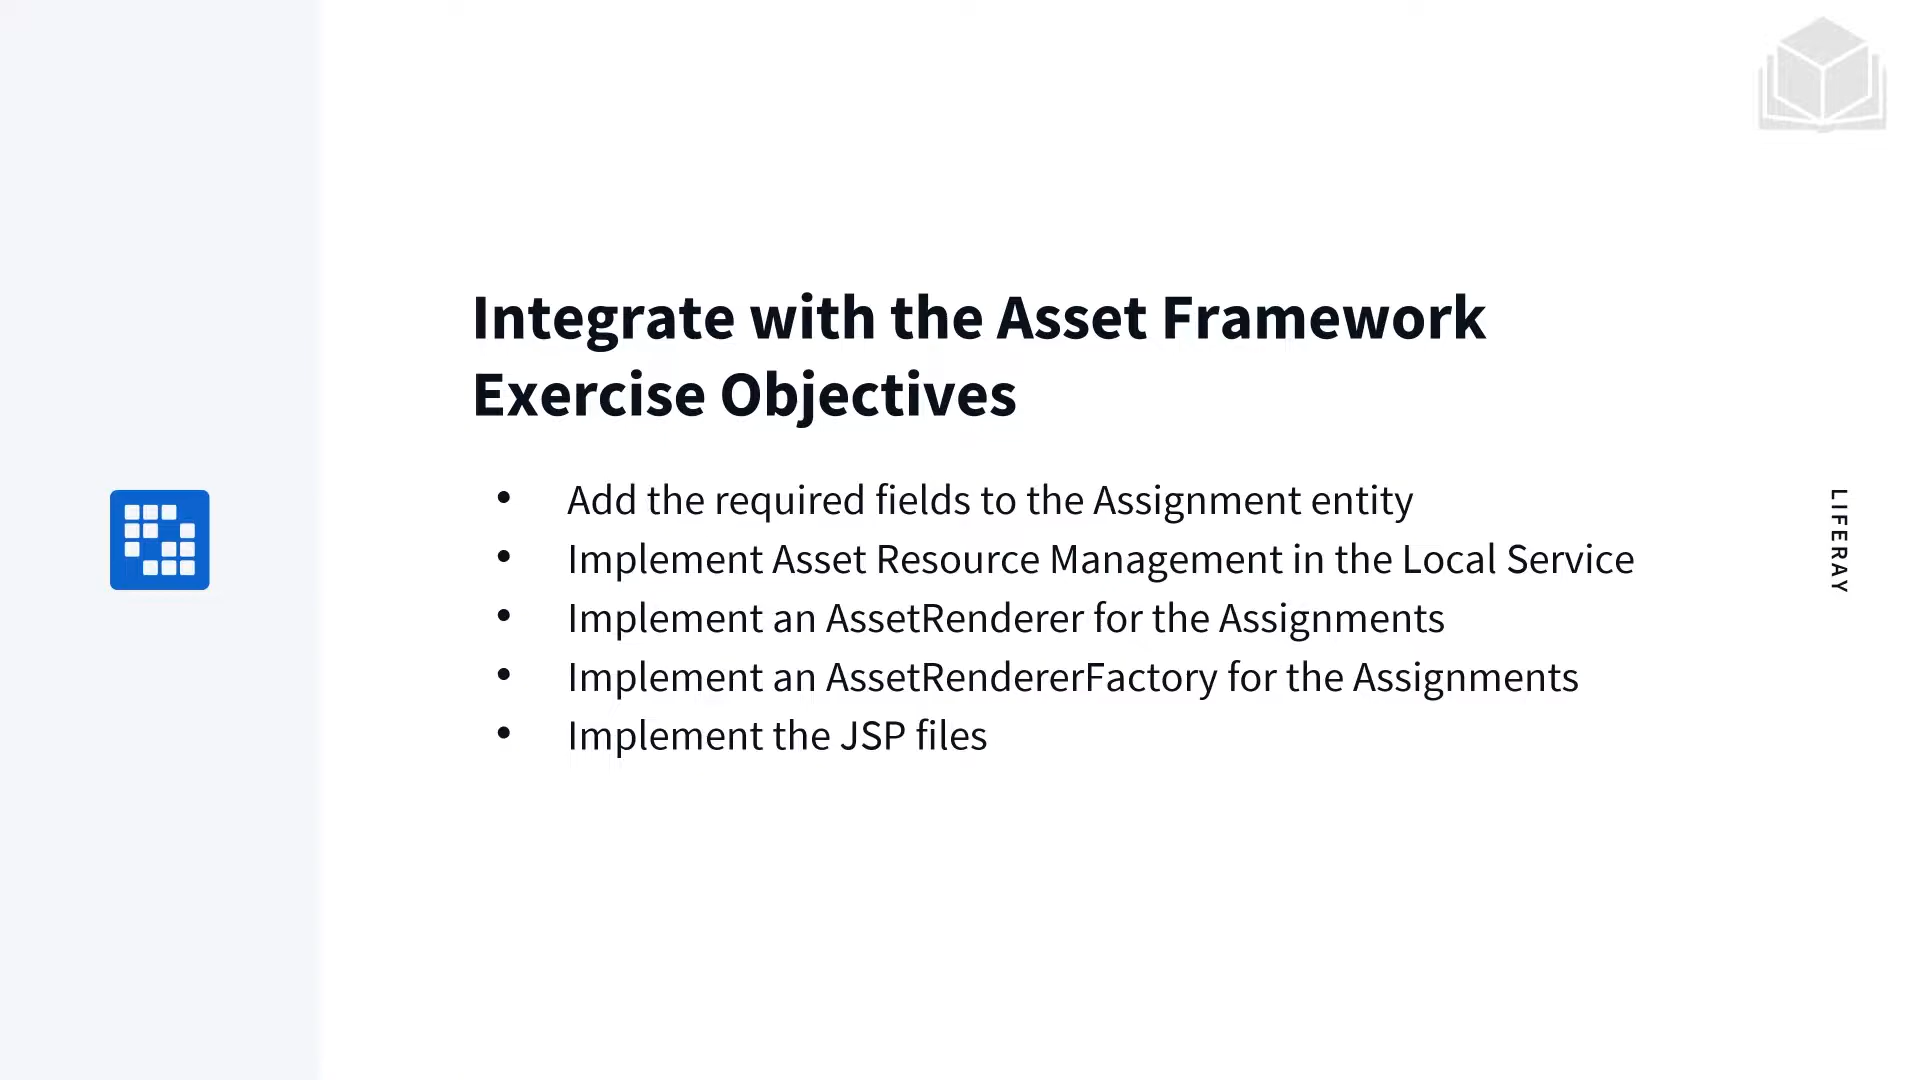 Integrate with the Asset Framework
Exercise Objectives
• Add the required fields to the Assignment entity
• Implement Asset Resource Management in the Local Service
• Implement an AssetRenderer for the Assignments
• Implement an AssetRendererFactory for the Assignments
• Implement the JSP files
LIFERAY